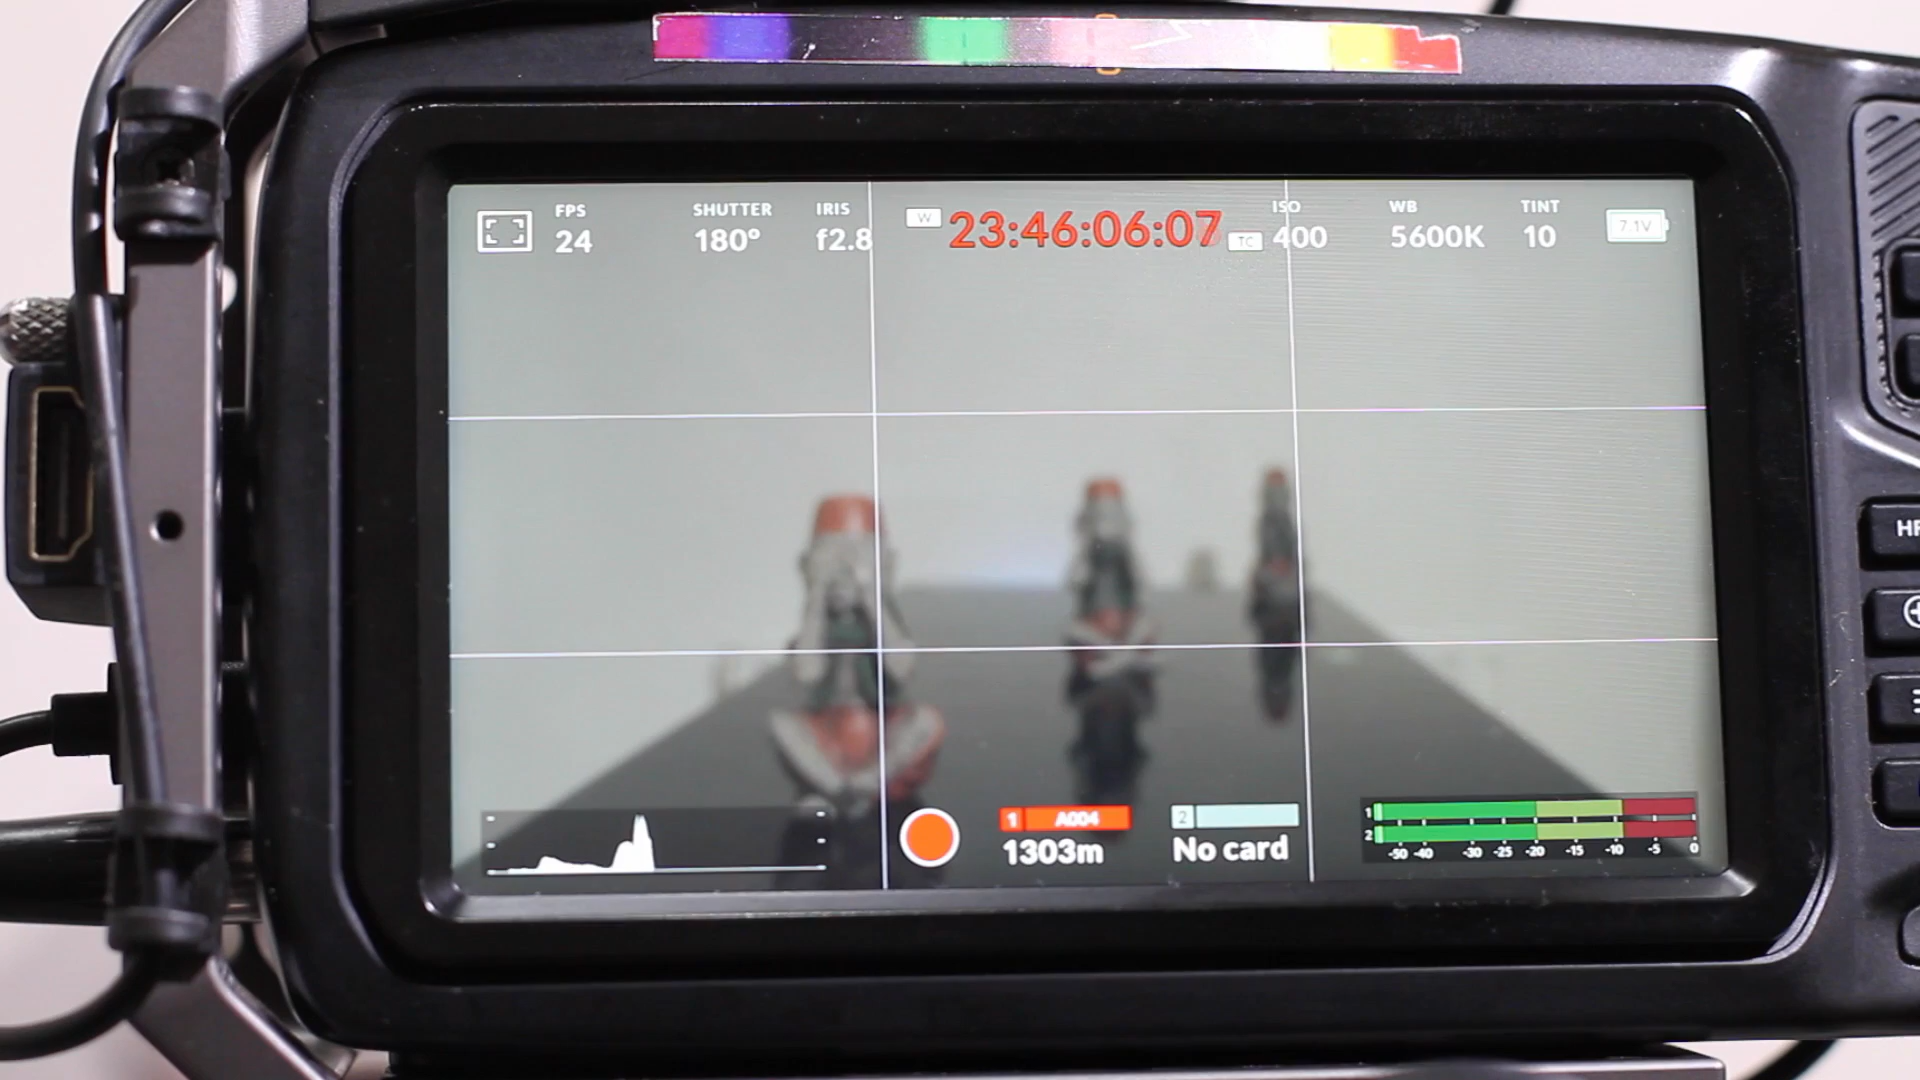 FPS SHUTTER IRIS W 23:46:06:07 TC ISO WB TINT 7.1V
24 180° f2.8 400 5600K 10
1 A004 2
1303m No card
1
2
-50 -40 -30 -25 -20 -15 -10 -5 0